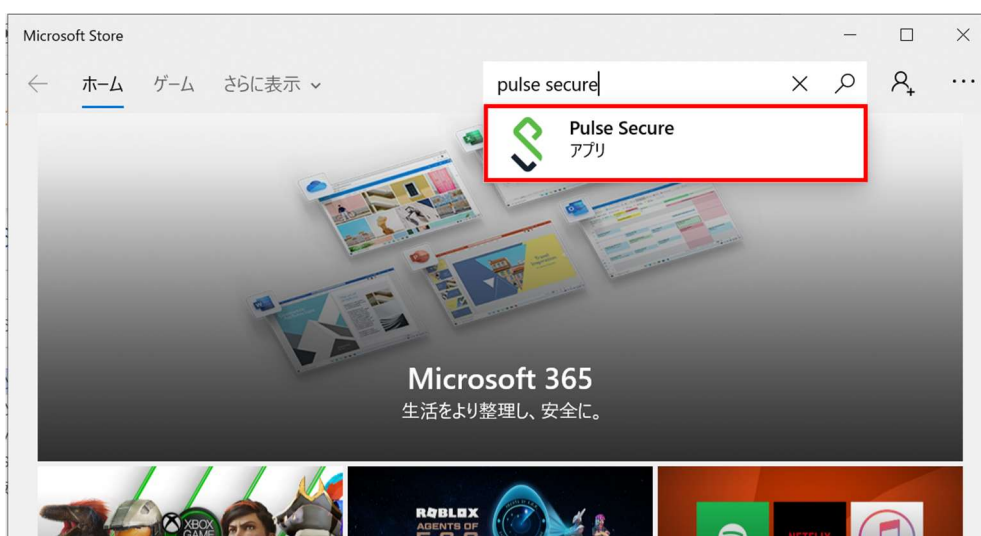 Microsoft Store
ホーム ゲーム さらに表示
pulse secure
Pulse Secure
アプリ
Microsoft 365
生活をより整理し、安全に。
XBOX
GAME
ROBLOX
AGENTS OF
NETFLIX